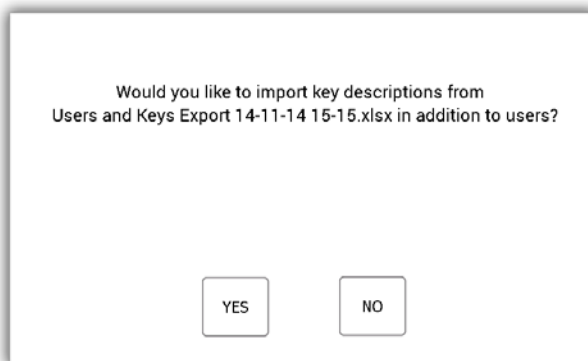 Would you like to import key descriptions from
Users and Keys Export 14-11-14 15-15.xlsx in addition to users?
YES
NO